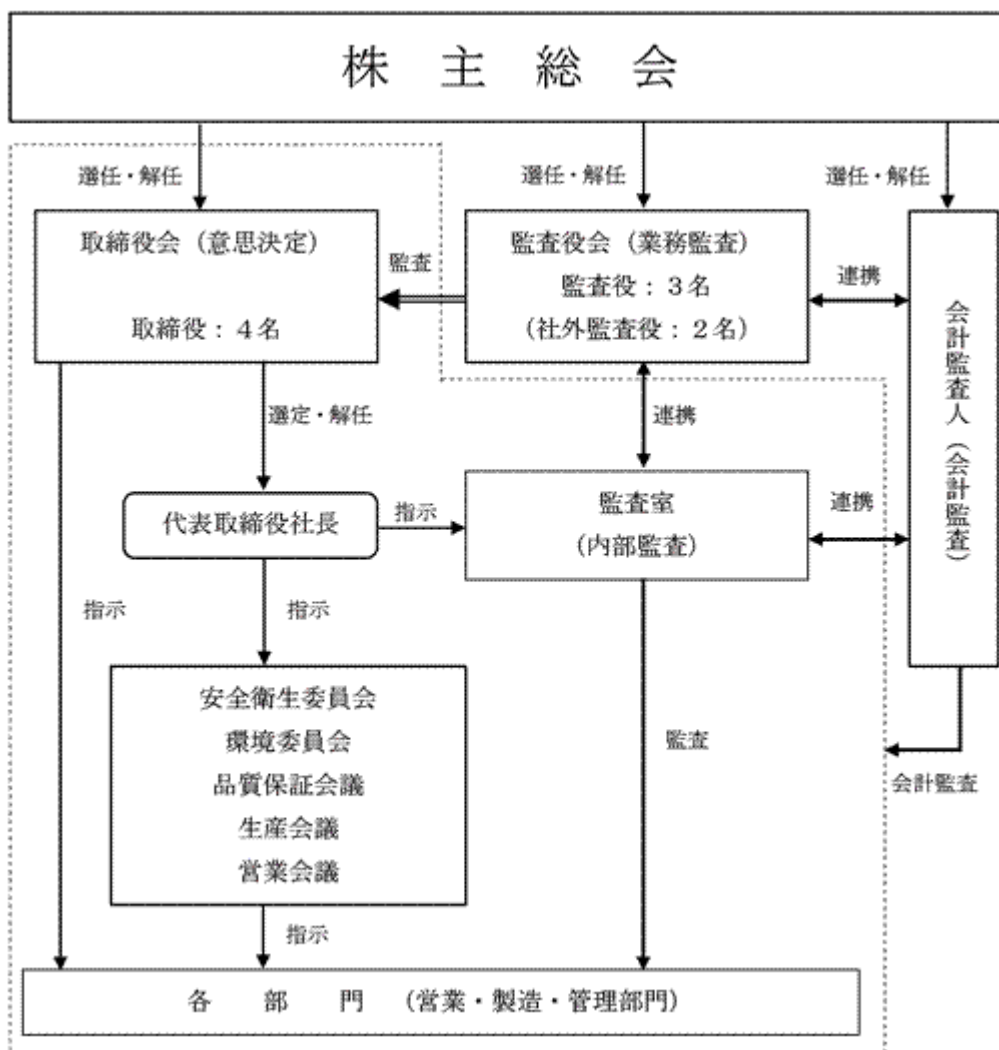 株主総会
選任・解任
選任・解任
選任・解任
取締役会（意思決定）
取締役：４名
監査
監査役会（業務監査）
監査役：３名
（社外監査役：２名）
連携
会計監査人（会計監査）
選定・解任
連携
代表取締役社長
指示
監査室
（内部監査）
連携
指示
指示
安全衛生委員会
環境委員会
品質保証会議
生産会議
営業会議
監査
会計監査
指示
各部門（営業・製造・管理部門）